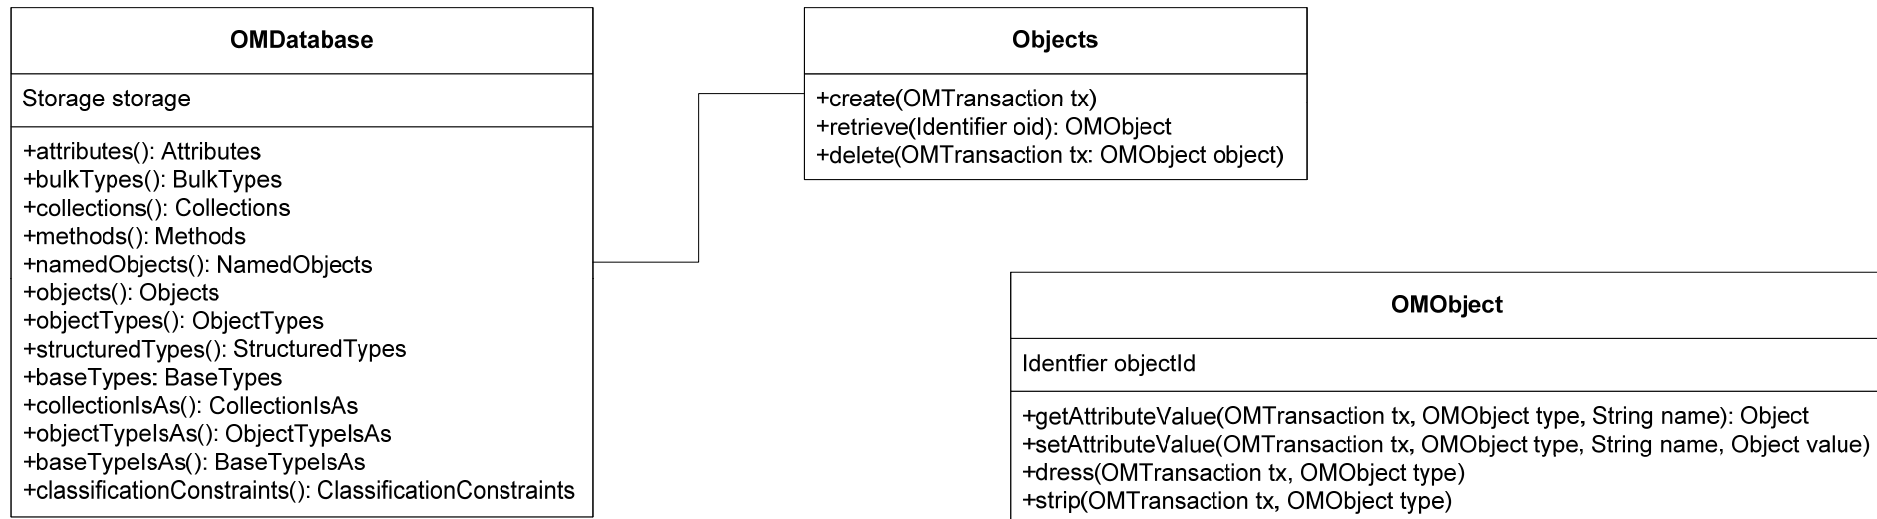 OMDatabase
Storage storage
+attributes(): Attributes
+bulkTypes(): BulkTypes
+collections(): Collections
+methods(): Methods
+namedObjects(): NamedObjects
+objects(): Objects
+objectTypes(): ObjectTypes
+structuredTypes(): StructuredTypes
+baseTypes: BaseTypes
+collectionIsAs(): CollectionIsAs
+objectTypeIsAs(): ObjectTypeIsAs
+baseTypeIsAs(): BaseTypeIsAs
+classificationConstraints(): ClassificationConstraints
Objects
+create(OMTransaction tx)
+retrieve(Identifier oid): OMObject
+delete(OMTransaction tx: OMObject object)
OMObject
Identfier objectId
+getAttributeValue(OMTransaction tx, OMObject type, String name): Object
+setAttributeValue(OMTransaction tx, OMObject type, String name, Object value)
+dress(OMTransaction tx, OMObject type)
+strip(OMTransaction tx, OMObject type)